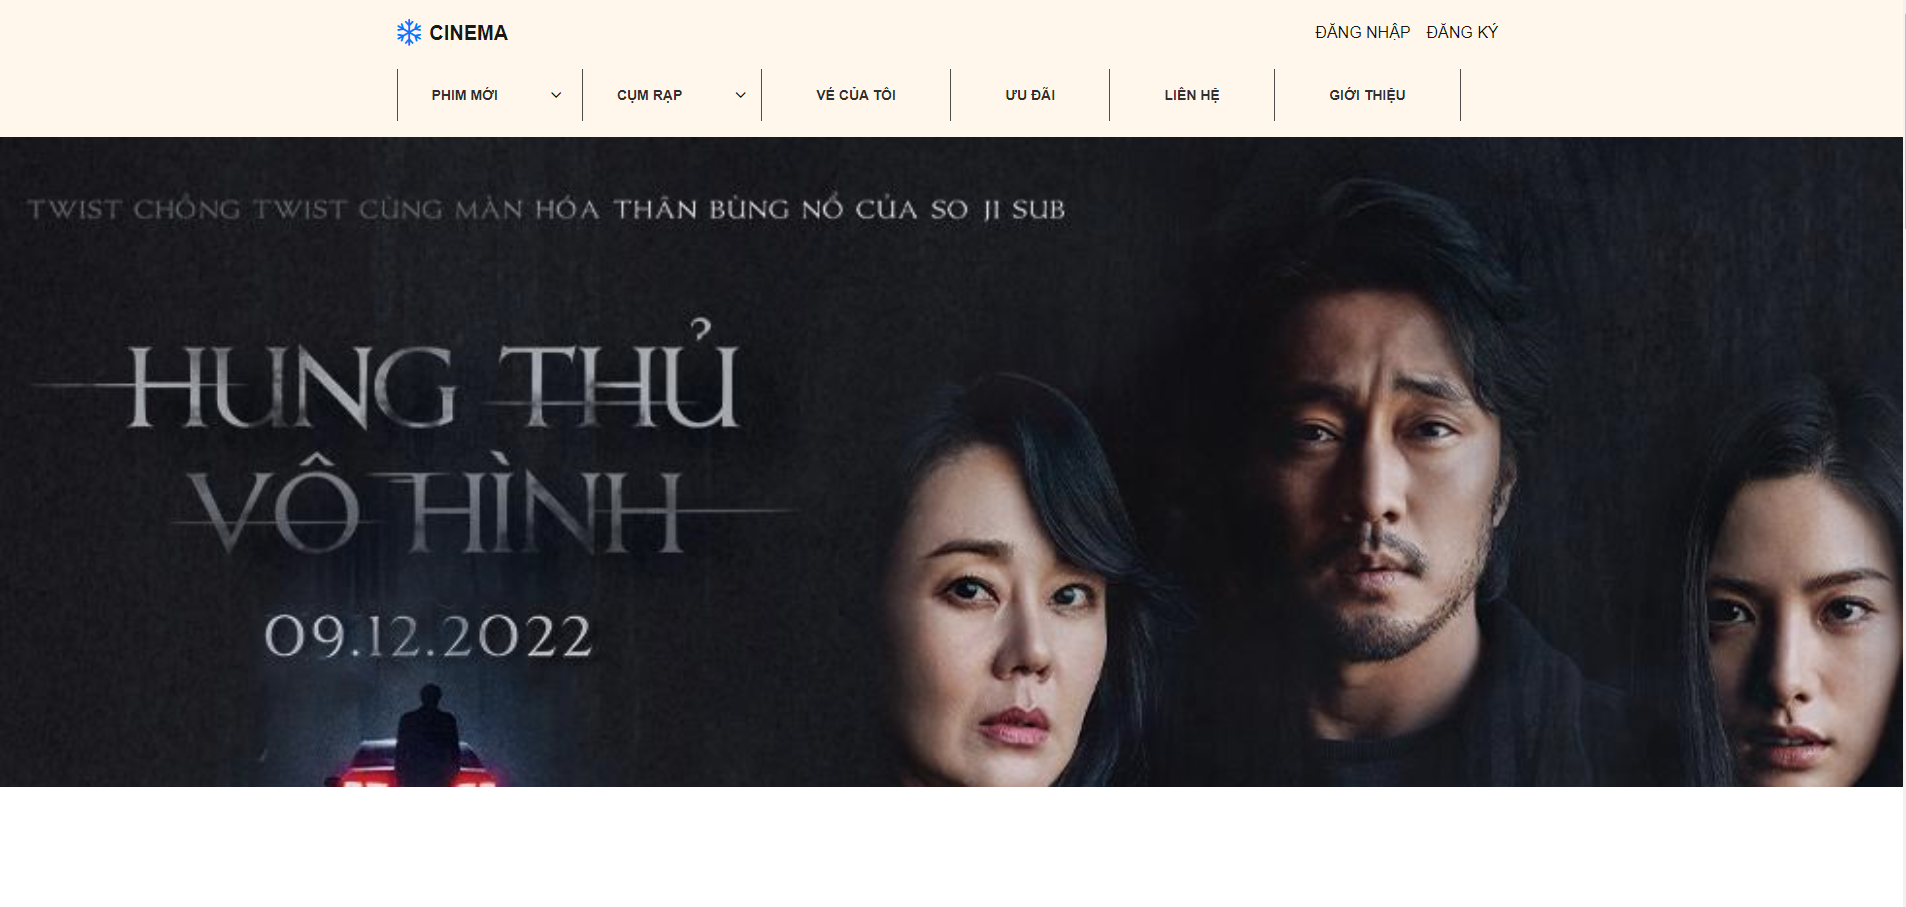 CINEMA
ĐĂNG NHẬP ĐĂNG KÝ
PHIM MỚI CỤM RẠP VÉ CỦA TÔI ƯU ĐÃI LIÊN HỆ GIỚI THIỆU
TWIST CHỒNG TWIST CÙNG MÀN HÓA THÂN BÙNG NỔ CỦA SO JI SUB
HUNG THỦ
VÔ HÌNH
09.12.2022